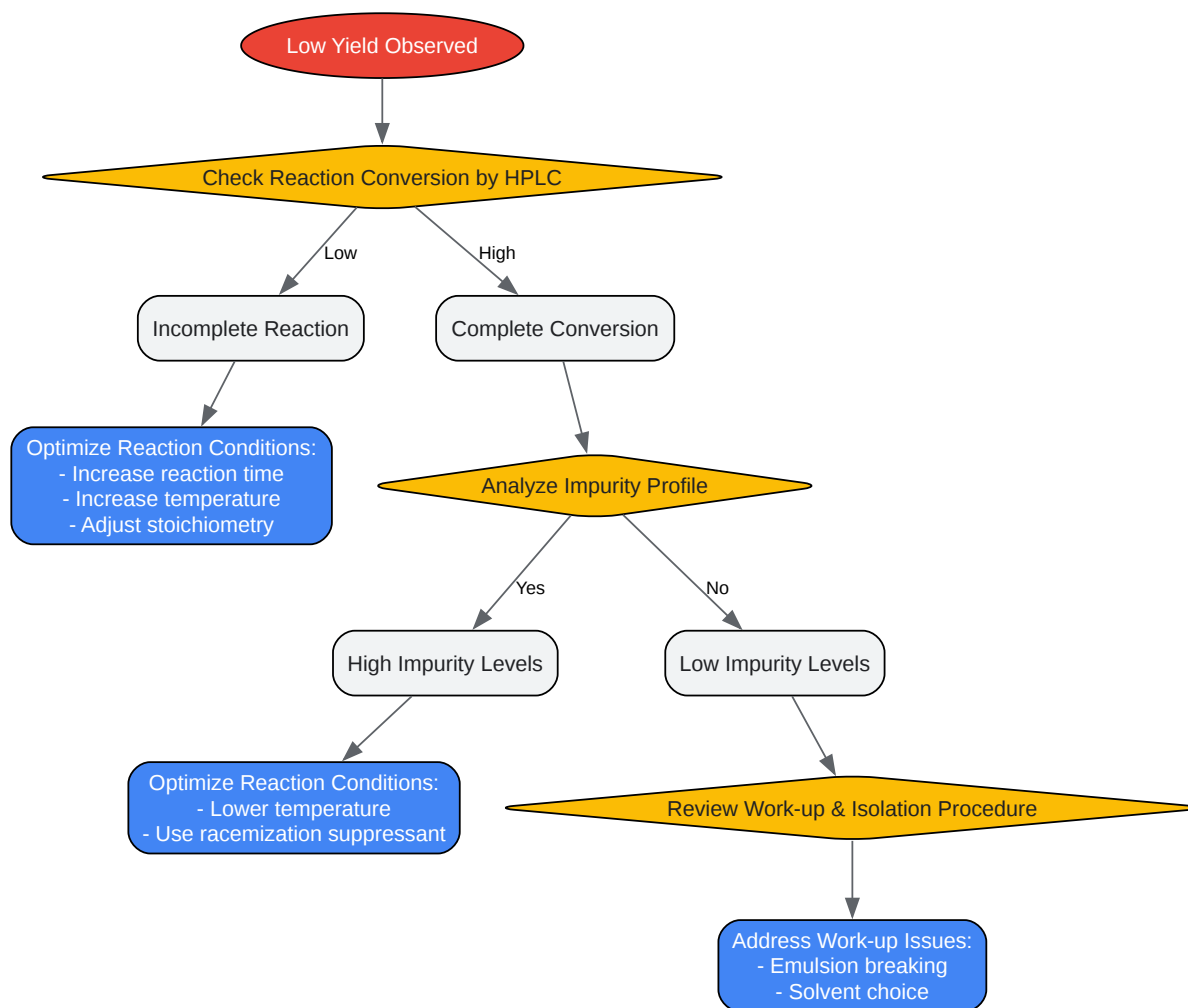 Low Yield Observed
Check Reaction Conversion by HPLC
Low
High
Incomplete Reaction
Complete Conversion
Optimize Reaction Conditions:
- Increase reaction time
- Increase temperature
- Adjust stoichiometry
Analyze Impurity Profile
Yes
No
High Impurity Levels
Low Impurity Levels
Optimize Reaction Conditions:
- Lower temperature
- Use racemization suppressant
Review Work-up & Isolation Procedure
Address Work-up Issues:
- Emulsion breaking
- Solvent choice